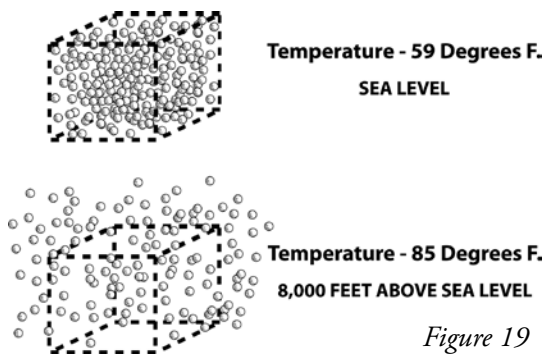 Temperature - 59 Degrees F.
SEA LEVEL
Temperature - 85 Degrees F.
8,000 FEET ABOVE SEA LEVEL
Figure 19